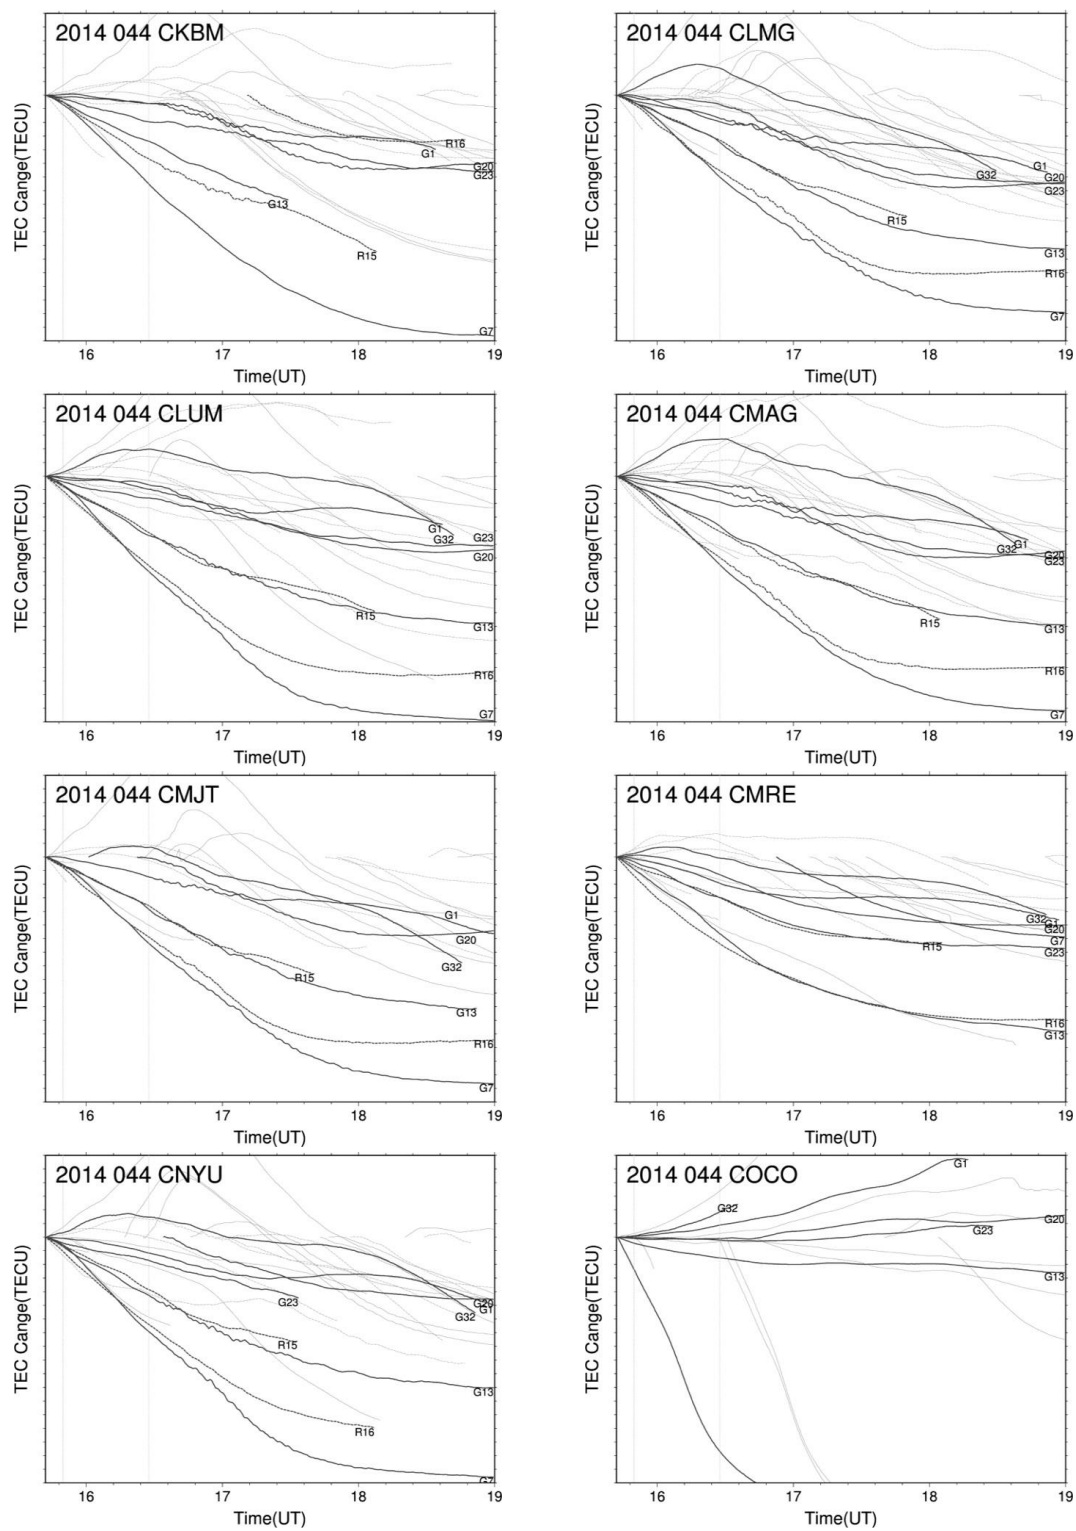 2014 044 CKBM
TEC Cange(TECU)
R16
G1
G20
G23
G13
R15
G7
16 17 18 19
Time(UT)
2014 044 CLMG
TEC Cange(TECU)
G1
G32
G20
G23
R15
G13
R16
G7
16 17 18 19
Time(UT)
2014 044 CLUM
TEC Cange(TECU)
G1
G32
G23
G20
R15
G13
R16
G7
16 17 18 19
Time(UT)
2014 044 CMAG
TEC Cange(TECU)
G1
G32
G20
G23
R15
G13
R16
G7
16 17 18 19
Time(UT)
2014 044 CMJT
TEC Cange(TECU)
G1
G20
G32
R15
G13
R16
G7
16 17 18 19
Time(UT)
2014 044 CMRE
TEC Cange(TECU)
G32
G1
G20
G7
R15
G23
R16
G13
16 17 18 19
Time(UT)
2014 044 CNYU
TEC Cange(TECU)
G23
G20
G1
G32
R15
G13
R16
G7
16 17 18 19
Time(UT)
2014 044 COCO
TEC Cange(TECU)
G1
G32
G20
G23
G13
16 17 18 19
Time(UT)